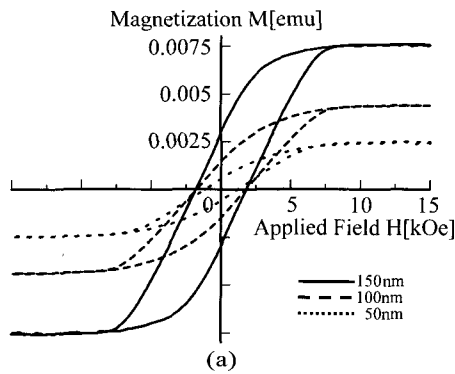 Magnetization M[emu]
0.0075
0.005
0.0025
0 5 10 15
Applied Field H[kOe]
150nm
100nm
50nm
(a)